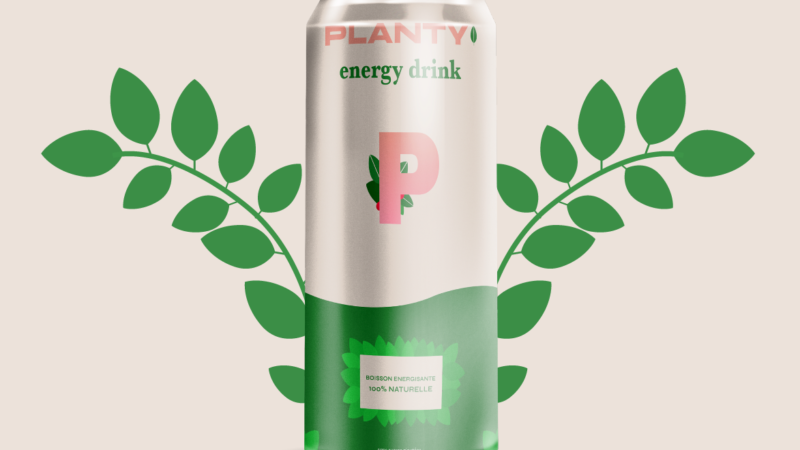 PLANTY
energy drink
P
BOISSON ENERGISANTE
100% NATURELLE